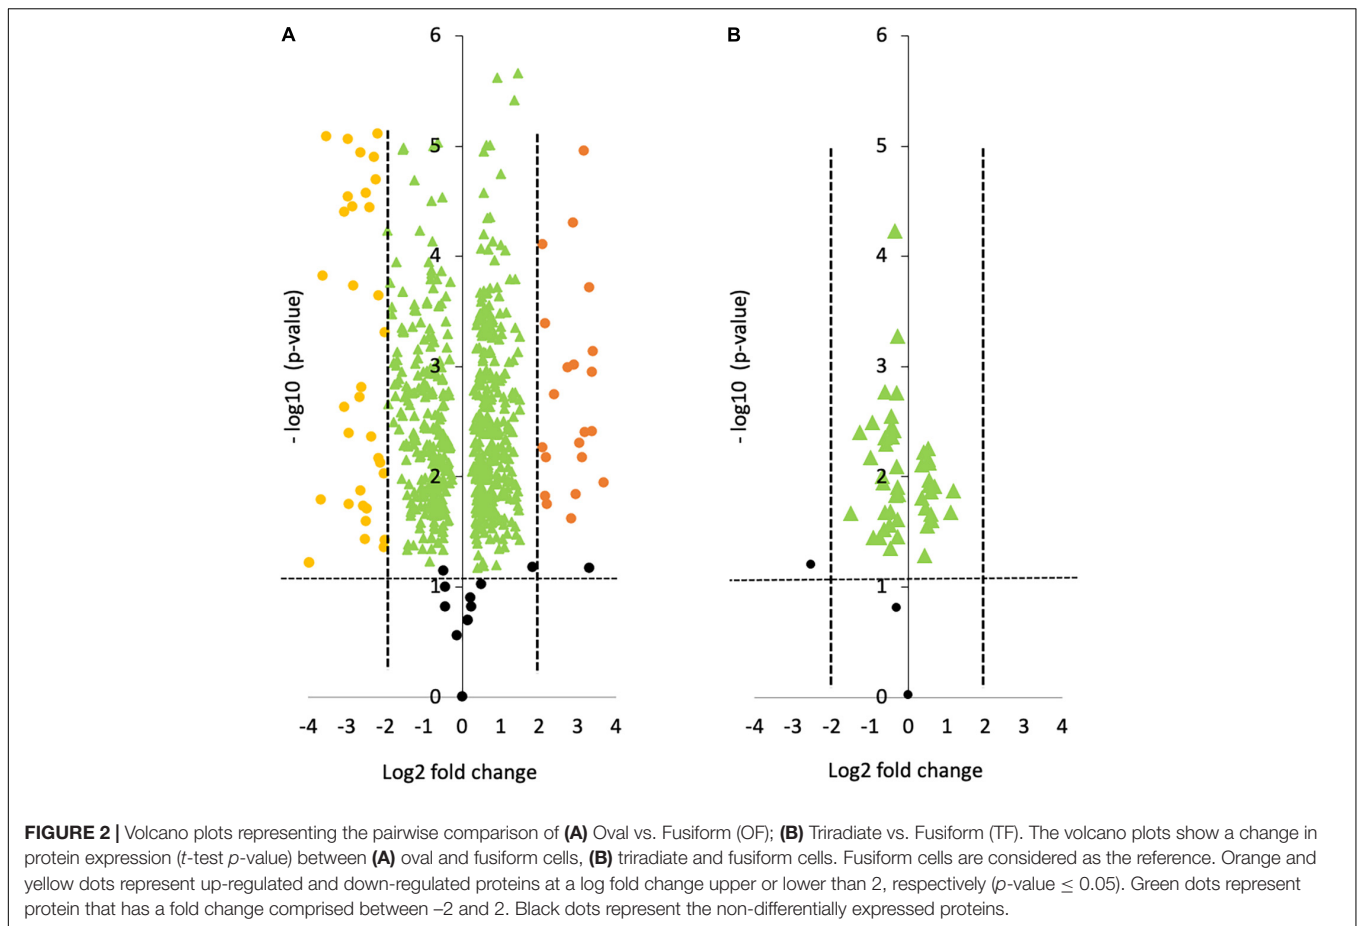 A
B
6
5
4
3
2
1
0
- log10 (p-value)
-4 -3 -2 -1 0 1 2 3 4
Log2 fold change
6
5
4
3
2
1
0
- log10 (p-value)
-4 -3 -2 -1 0 1 2 3 4
Log2 fold change
FIGURE 2 | Volcano plots representing the pairwise comparison of (A) Oval vs. Fusiform (OF); (B) Triradiate vs. Fusiform (TF). The volcano plots show a change in
protein expression (t-test p-value) between (A) oval and fusiform cells, (B) triradiate and fusiform cells. Fusiform cells are considered as the reference. Orange and
yellow dots represent up-regulated and down-regulated proteins at a log fold change upper or lower than 2, respectively (p-value ≤ 0.05). Green dots represent
protein that has a fold change comprised between –2 and 2. Black dots represent the non-differentially expressed proteins.